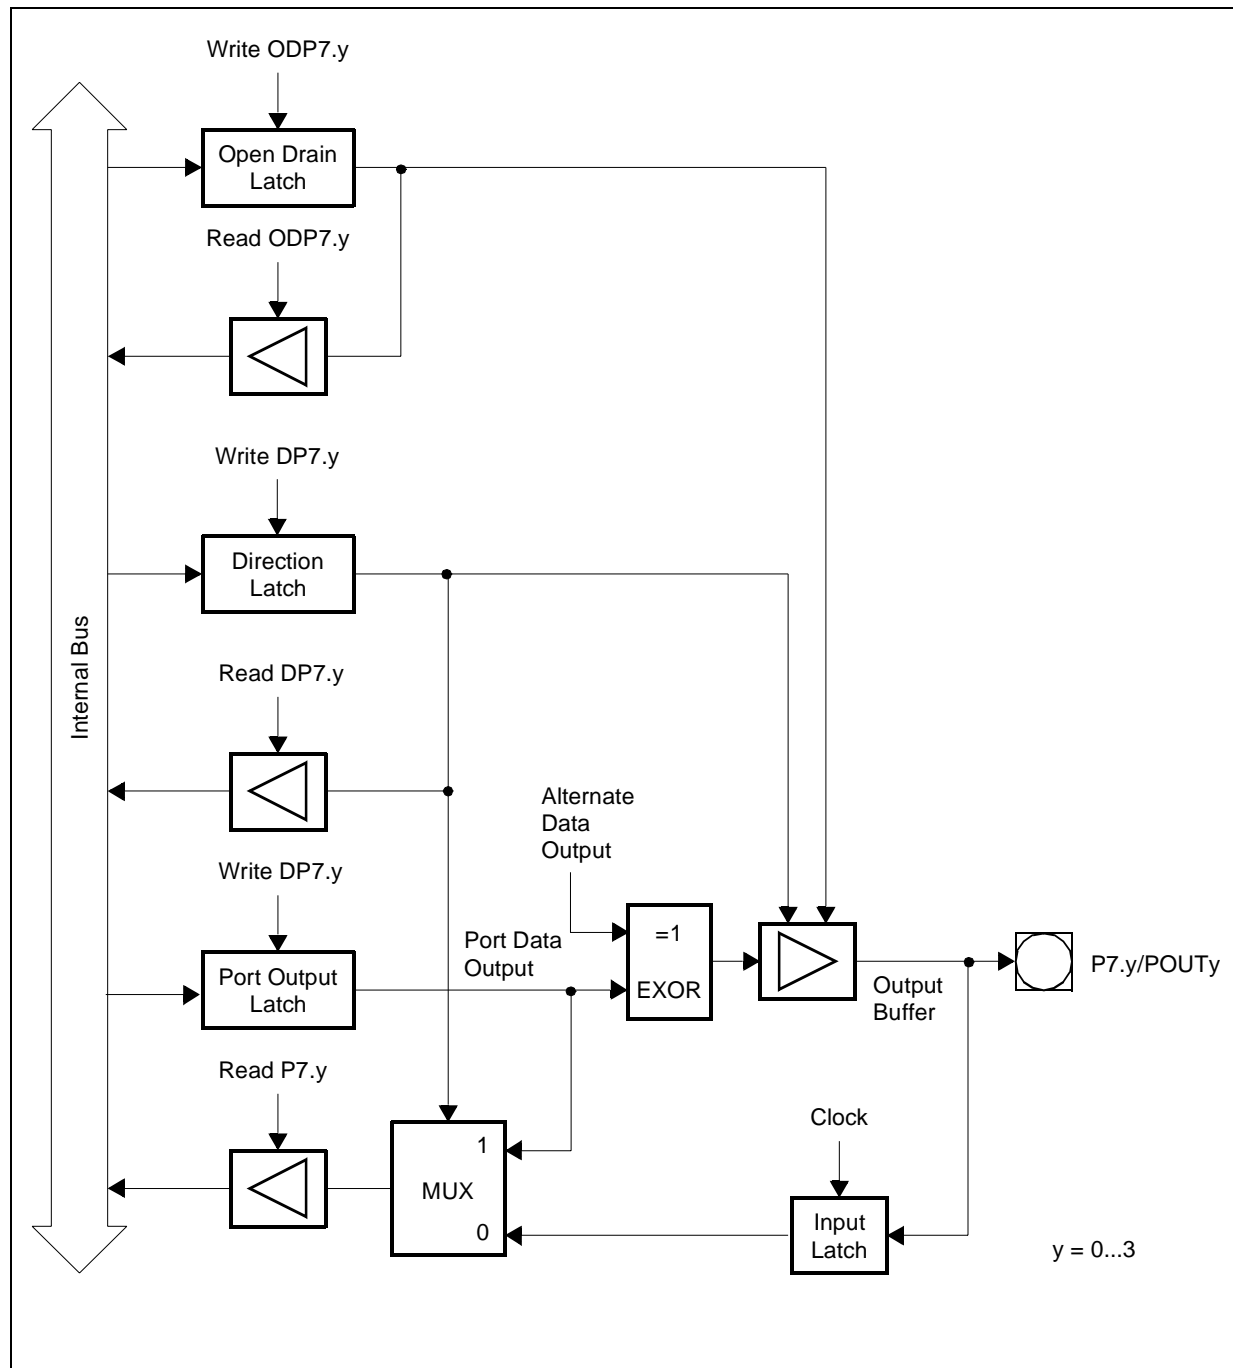 Write ODP7.y
Open Drain
Latch
Read ODP7.y
Write DP7.y
Direction
Latch
Internal Bus
Read DP7.y
Alternate
Data
Output
Write DP7.y
=1
EXOR
Port Data
Output
Port Output
Latch
Output
Buffer
P7.y/POUTy
Read P7.y
Clock
1
MUX
0
Input
Latch
y = 0...3